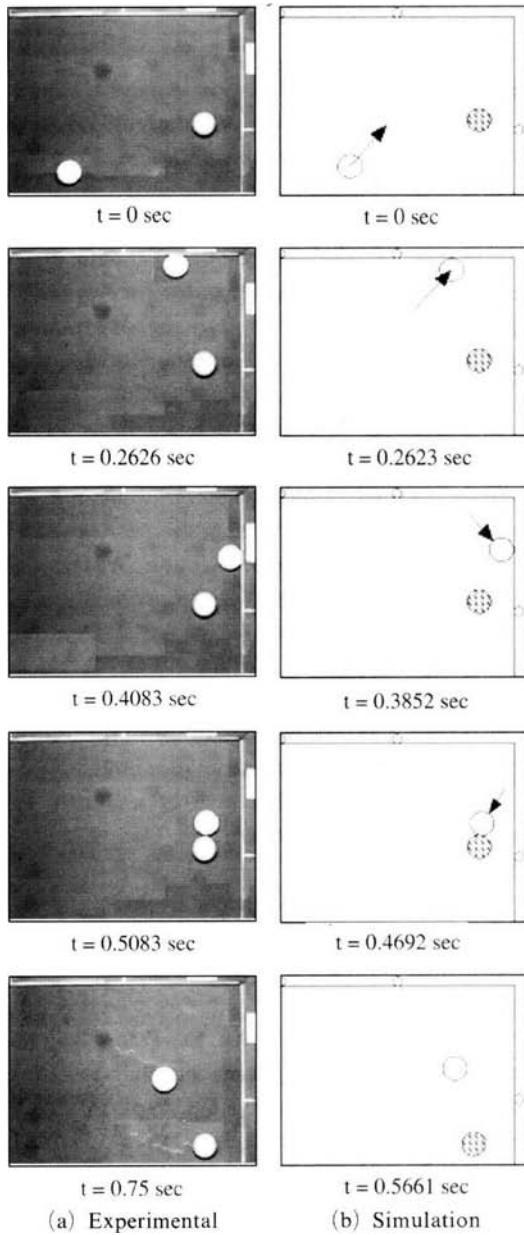 t = 0 sec
t = 0 sec
t = 0.2626 sec
t = 0.2623 sec
t = 0.4083 sec
t = 0.3852 sec
t = 0.5083 sec
t = 0.4692 sec
t = 0.75 sec
t = 0.5661 sec
(a) Experimental
(b) Simulation